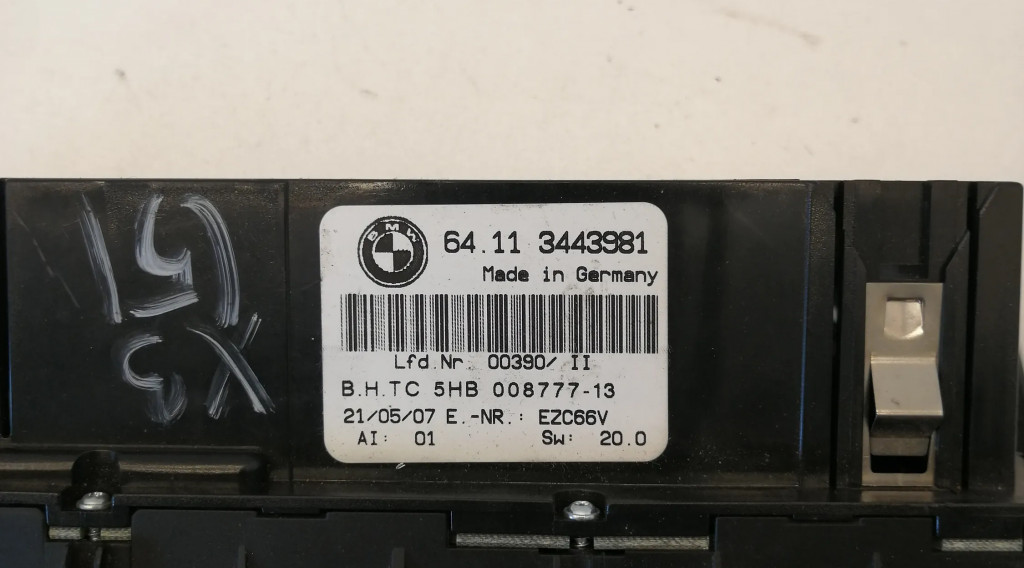 BMW
64.11 3443981
Made in Germany
Lfd.Nr. 00390/ II
B.H.TC 5HB 008777-13
21/05/07 E.-NR.: EZC66V
AI: 01 Sw: 20.0
X3